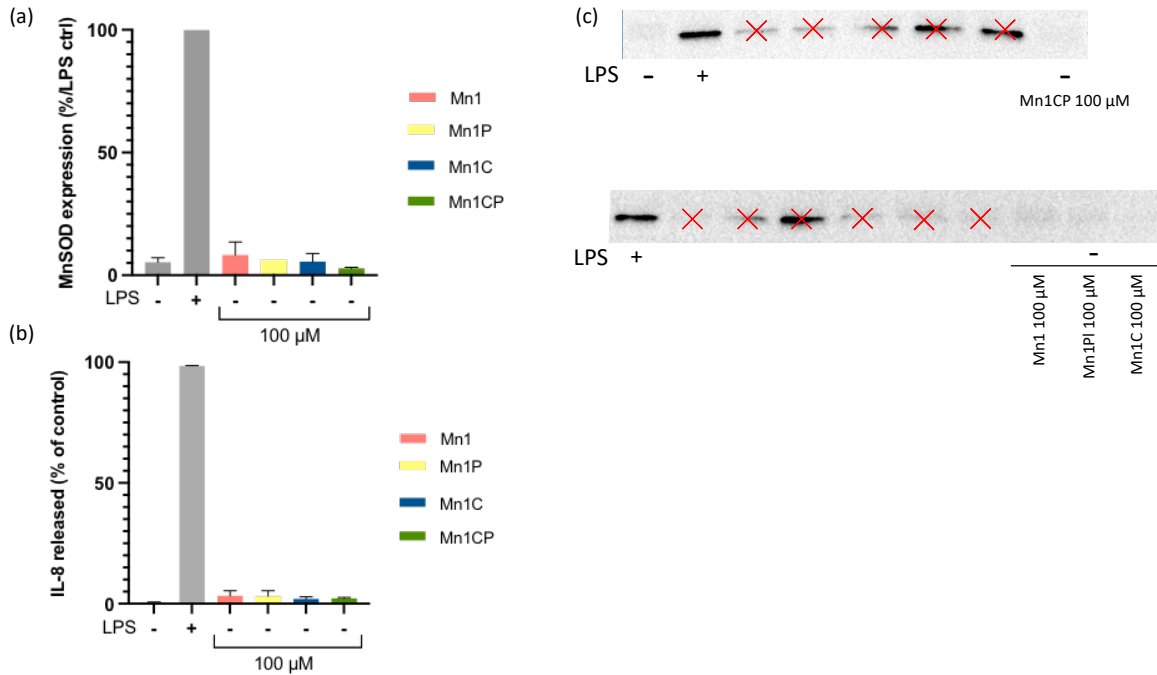 (a)
MnSOD expression (%/LPS ctrl)
100
50
0
LPS - + - - - -
100 μM
Mn1
Mn1P
Mn1C
Mn1CP
(b)
IL-8 released (% of control)
100
50
0
LPS - + - - - -
100 μM
Mn1
Mn1P
Mn1C
Mn1CP
(c)
LPS - + -
Mn1CP 100 μM
LPS + -
Mn1 100 μM
Mn1Pl 100 μM
Mn1C 100 μM